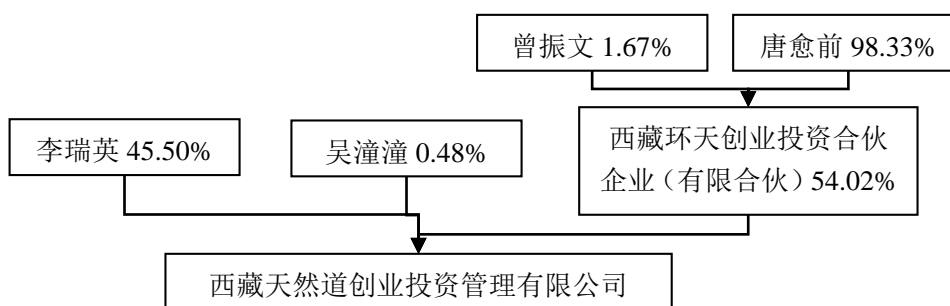 曾振文 1.67%
唐愈前 98.33%
李瑞英 45.50%
吴潼潼 0.48%
西藏环天创业投资合伙
企业（有限合伙）54.02%
西藏天然道创业投资管理有限公司